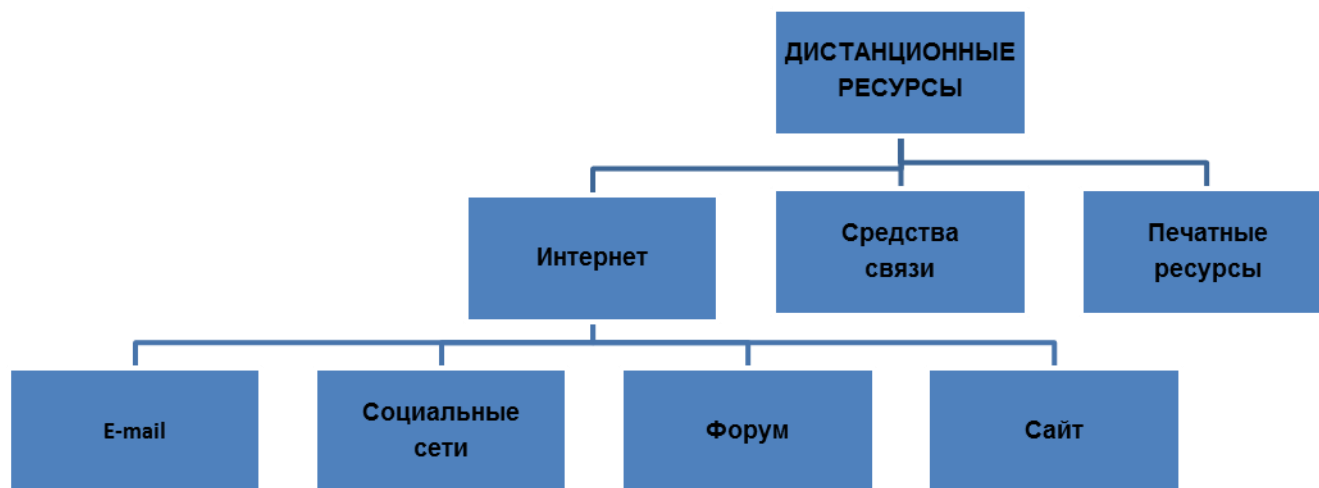 ДИСТАНЦИОННЫЕ
РЕСУРСЫ
Интернет
Средства
связи
Печатные
ресурсы
E-mail
Социальные
сети
Форум
Сайт